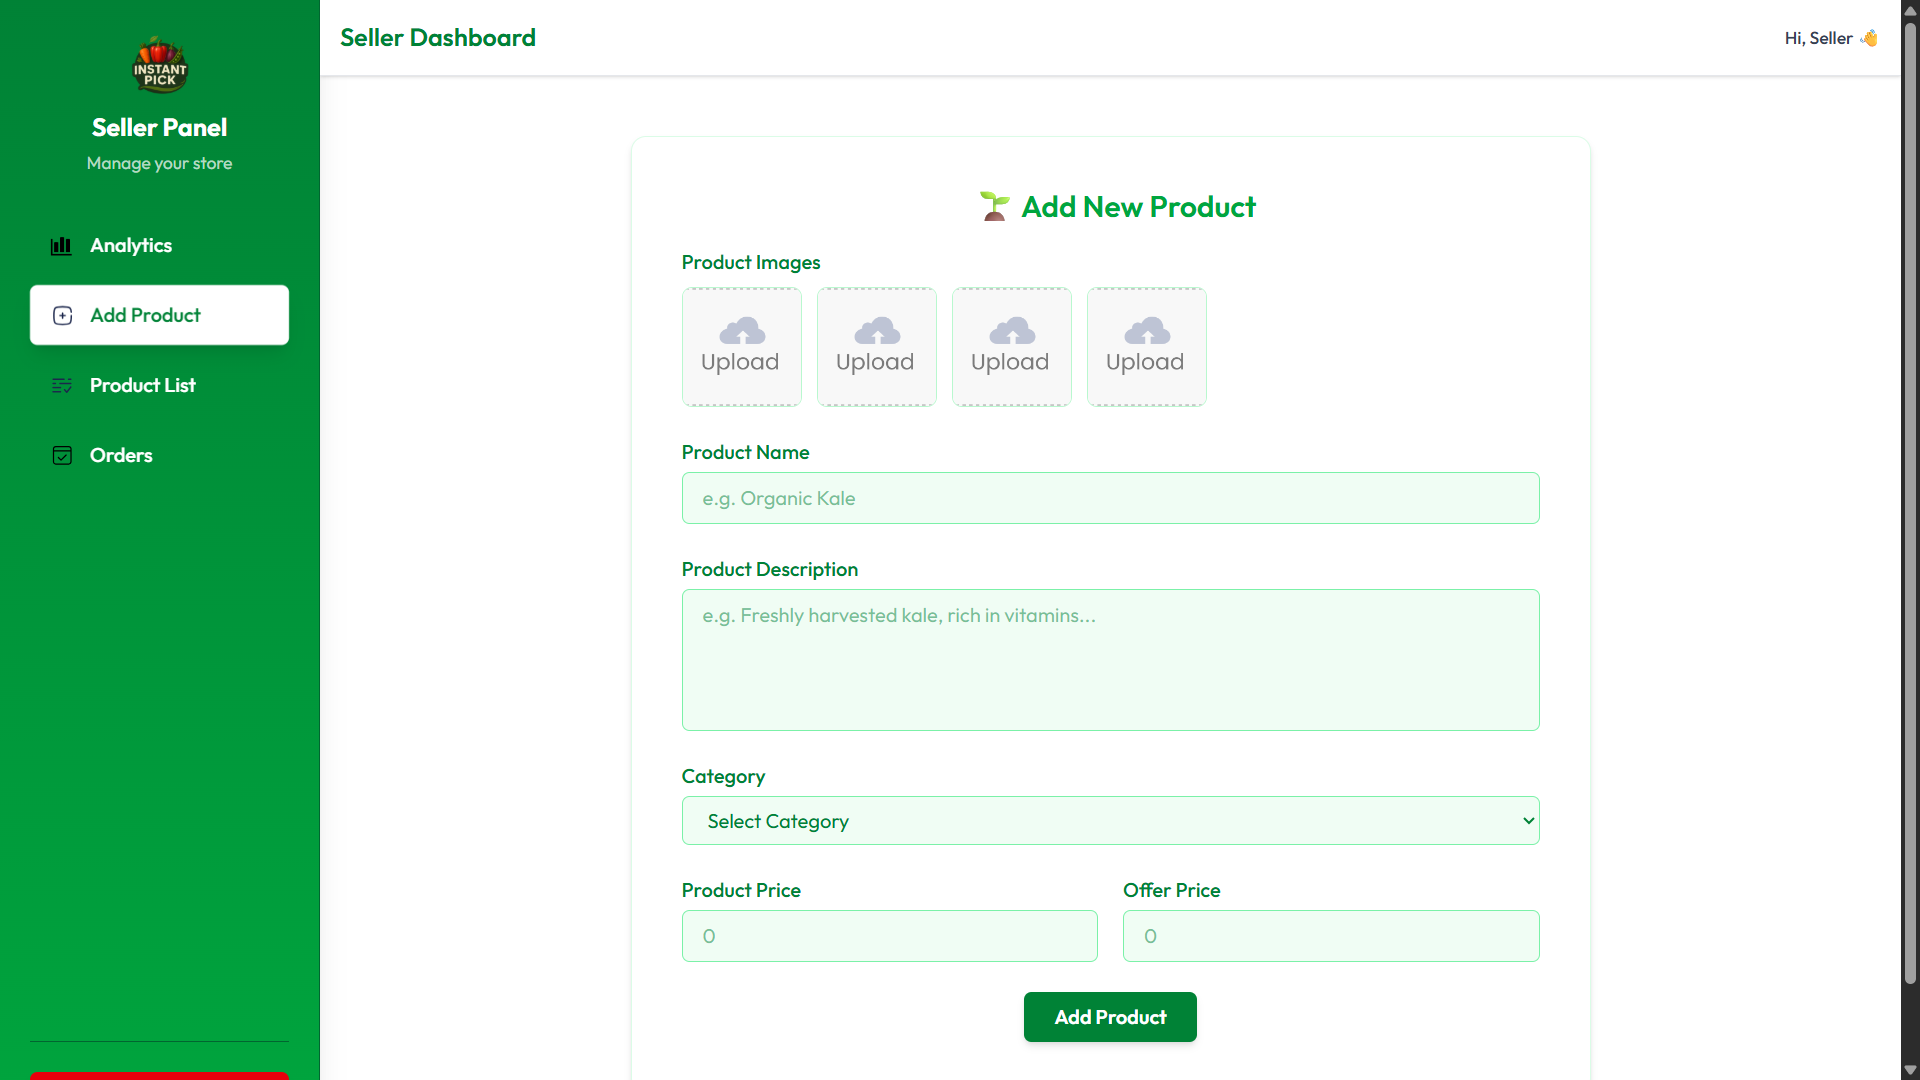 INSTANT
PICK
Seller Panel
Manage your store
Analytics
Add Product
Product List
Orders
Seller Dashboard
Hi, Seller 👋
🌱 Add New Product
Product Images
Upload Upload Upload Upload
Product Name
e.g. Organic Kale
Product Description
e.g. Freshly harvested kale, rich in vitamins...
Category
Select Category
Product Price Offer Price
0 0
Add Product